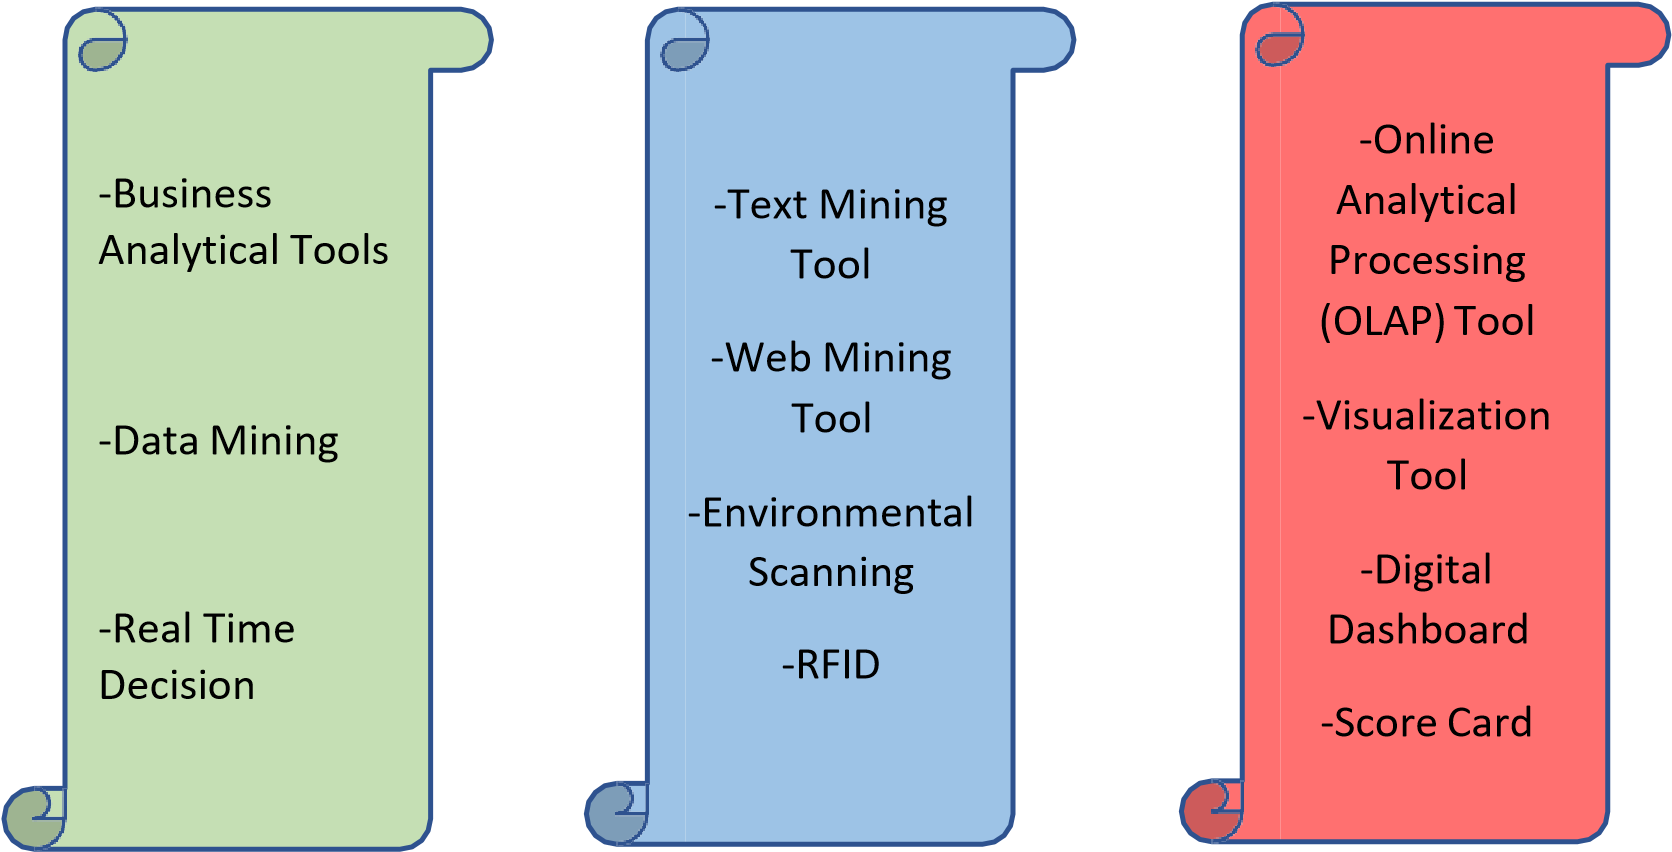 -Business
Analytical Tools
-Data Mining
-Real Time
Decision
-Text Mining
Tool
-Web Mining
Tool
-Environmental
Scanning
-RFID
-Online
Analytical
Processing
(OLAP) Tool
-Visualization
Tool
-Digital
Dashboard
-Score Card